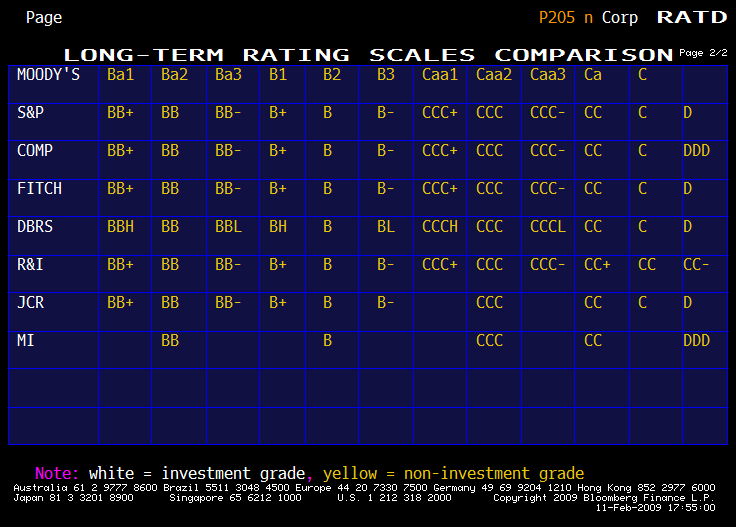 Page P205 n Corp RATD
LONG-TERM RATING SCALES COMPARISON Page 2/2
MOODY'S Ba1 Ba2 Ba3 B1 B2 B3 Caa1 Caa2 Caa3 Ca C
S&P BB+ BB BB- B+ B B- CCC+ CCC CCC- CC C D
COMP BB+ BB BB- B+ B B- CCC+ CCC CCC- CC C DDD
FITCH BB+ BB BB- B+ B B- CCC+ CCC CCC- CC C D
DBRS BBH BB BBL BH B BL CCCH CCC CCCL CC C D
R&I BB+ BB BB- B+ B B- CCC+ CCC CCC- CC+ CC CC-
JCR BB+ BB BB- B+ B B- CCC CC C D
MI BB B CCC CC DDD
Note: white = investment grade, yellow = non-investment grade
Australia 61 2 9777 8600 Brazil 5511 3048 4500 Europe 44 20 7330 7500 Germany 49 69 9204 1210 Hong Kong 852 2977 6000
Japan 81 3 3201 8900 Singapore 65 6212 1000 U.S. 1 212 318 2000 Copyright 2009 Bloomberg Finance L.P.
11-Feb-2009 17:55:00